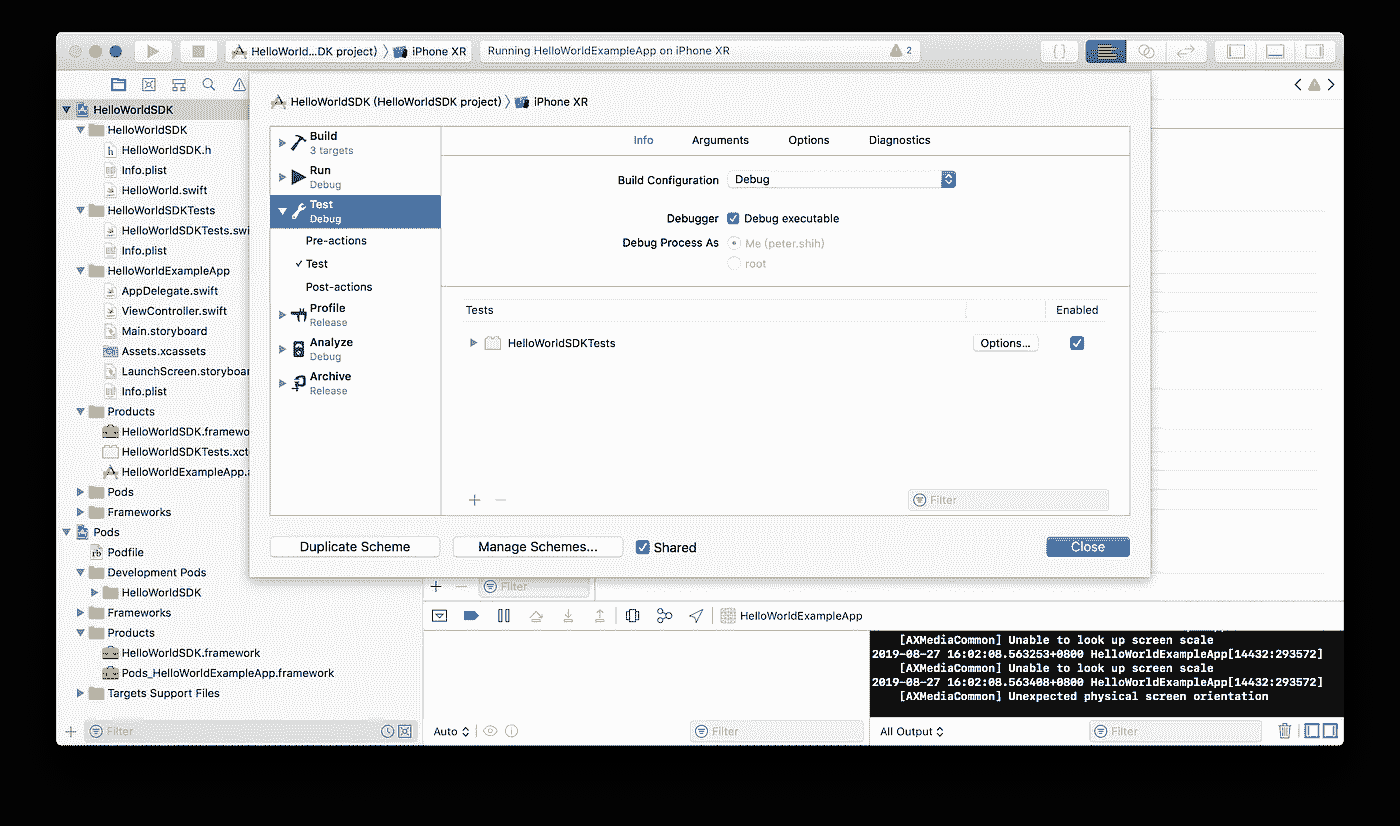 HelloWorld...DK project) 〉 iPhone XR
Running HelloWorldExampleApp on iPhone XR
2
HelloWorldSDK (HelloWorldSDK project) 〉 iPhone XR
HelloWorldSDK
HelloWorldSDK
h HelloWorldSDK.h
Info.plist
HelloWorld.swift
HelloWorldSDKTests
HelloWorldSDKTests.swi
Info.plist
HelloWorldExampleApp
AppDelegate.swift
ViewController.swift
Main.storyboard
Assets.xcassets
LaunchScreen.storyboar
Info.plist
Products
HelloWorldSDK.framewo
HelloWorldSDKTests.xct
HelloWorldExampleApp.a
Pods
Frameworks
Pods
rb Podfile
Development Pods
HelloWorldSDK
Frameworks
Products
HelloWorldSDK.framework
Pods_HelloWorldExampleApp.framework
Targets Support Files
Filter
Build
3 targets
Run
Debug
Test
Debug
Pre-actions
✓ Test
Post-actions
Profile
Release
Analyze
Debug
Archive
Release
Info Arguments Options Diagnostics
Build Configuration Debug
Debugger Debug executable
Debug Process As Me (peter.shih)
root
Tests Enabled
HelloWorldSDKTests Options...
Filter
Duplicate Scheme Manage Schemes... Shared Close
Filter
HelloWorldExampleApp
[AXMediaCommon] Unable to look up screen scale
2019-08-27 16:02:08.563253+0800 HelloWorldExampleApp[14432:293572]
[AXMediaCommon] Unable to look up screen scale
2019-08-27 16:02:08.563408+0800 HelloWorldExampleApp[14432:293572]
[AXMediaCommon] Unexpected physical screen orientation
Auto Filter
All Output Filter